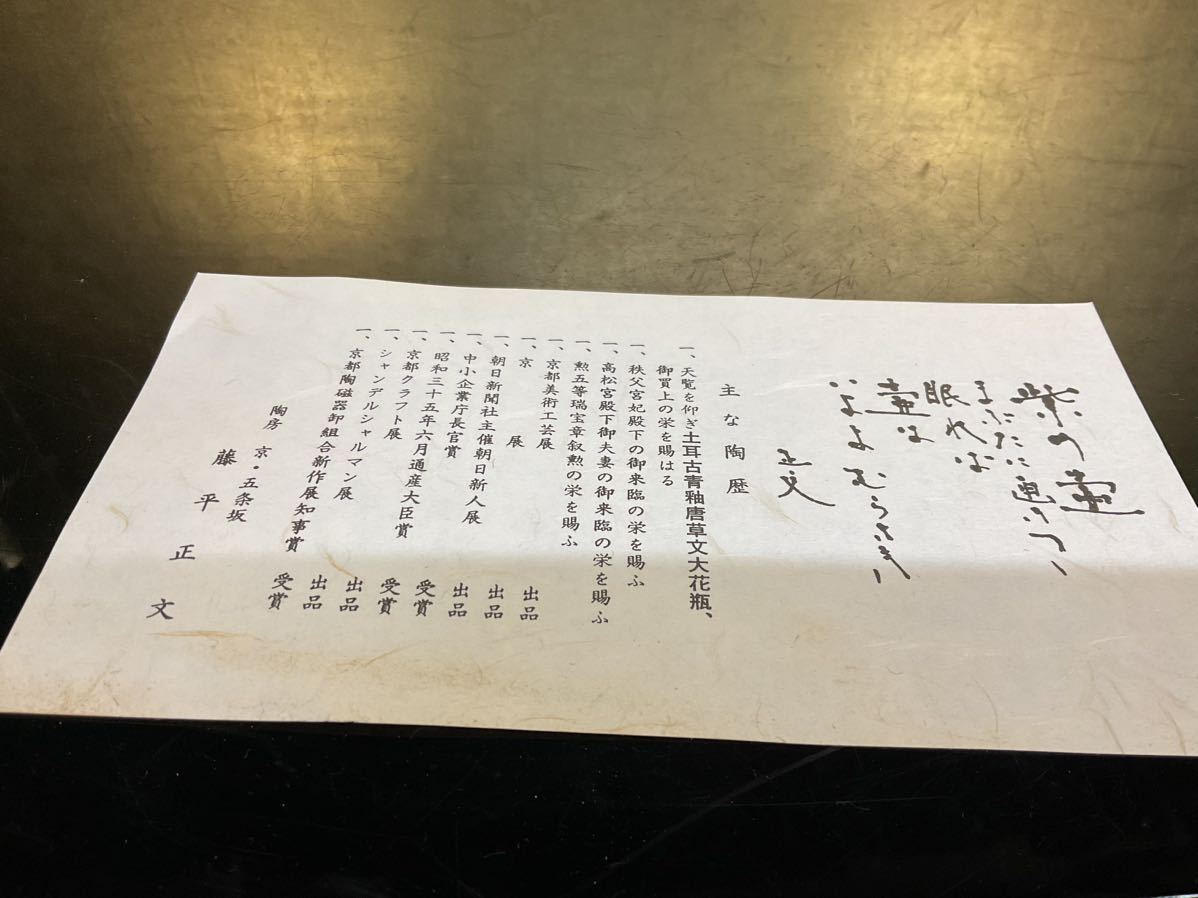 紫の壷
まぶたに画きつゝ
眠れば
壷は
いよよむらさき
正文
主な陶歴
一、天覧を仰ぎ土耳古青釉唐草文大花瓶、
御買上の栄を賜はる
一、秩父宮妃殿下の御来臨の栄を賜ふ
一、高松宮殿下御夫妻の御来臨の栄を賜ふ
一、勲五等瑞宝章叙勲の栄を賜ふ
一、京都美術工芸展 出品
一、京展 出品
一、朝日新聞社主催朝日新人展 出品
一、中小企業庁長官賞 受賞
一、昭和三十五年六月通産大臣賞 受賞
一、京都クラフト展 出品
一、シャンデルシャルマン展 出品
一、京都陶磁器卸組合新作展知事賞 受賞
陶房 京・五条坂
藤平正文